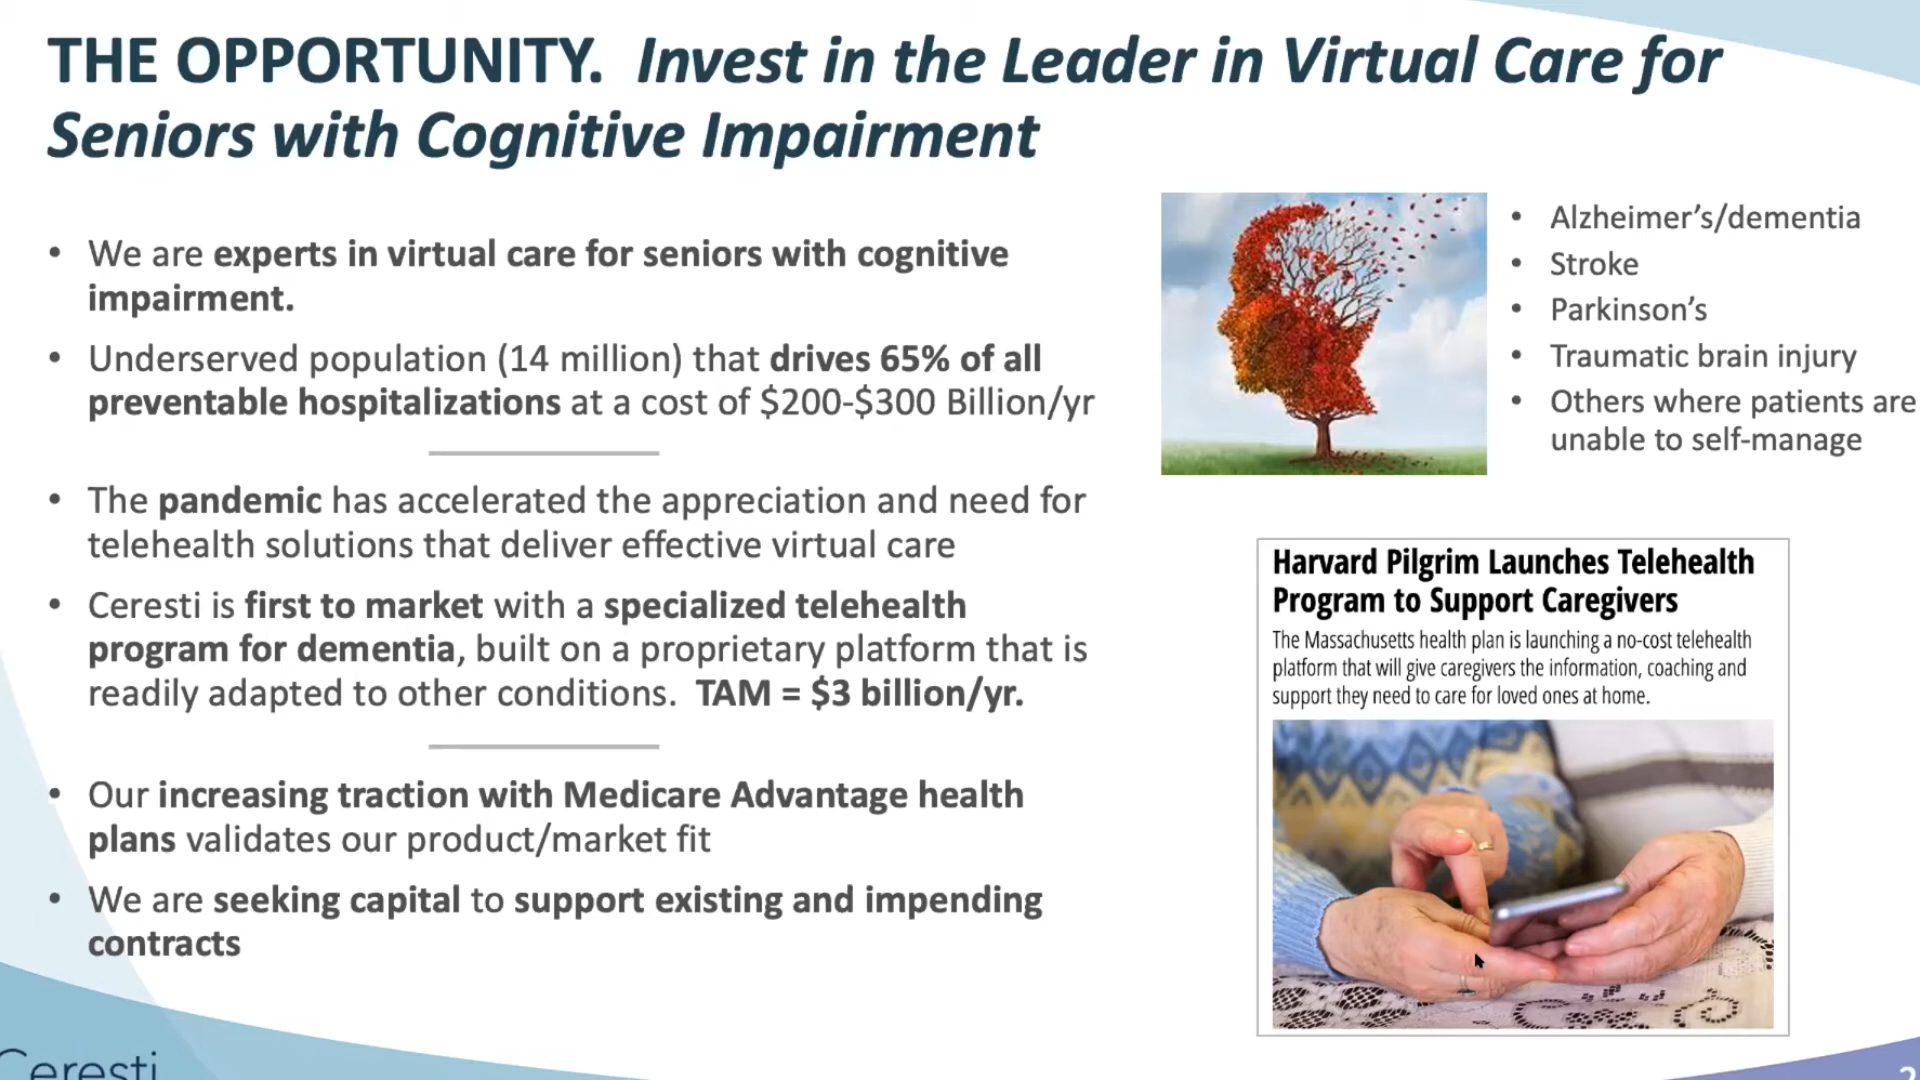 THE OPPORTUNITY. Invest in the Leader in Virtual Care for
Seniors with Cognitive Impairment
• We are experts in virtual care for seniors with cognitive
impairment.
• Underserved population (14 million) that drives 65% of all
preventable hospitalizations at a cost of $200-$300 Billion/yr
• The pandemic has accelerated the appreciation and need for
telehealth solutions that deliver effective virtual care
• Ceresti is first to market with a specialized telehealth
program for dementia, built on a proprietary platform that is
readily adapted to other conditions. TAM = $3 billion/yr.
• Our increasing traction with Medicare Advantage health
plans validates our product/market fit
• We are seeking capital to support existing and impending
contracts
• Alzheimer’s/dementia
• Stroke
• Parkinson’s
• Traumatic brain injury
• Others where patients are
unable to self-manage
Harvard Pilgrim Launches Telehealth
Program to Support Caregivers
The Massachusetts health plan is launching a no-cost telehealth
platform that will give caregivers the information, coaching and
support they need to care for loved ones at home.
Ceresti
2